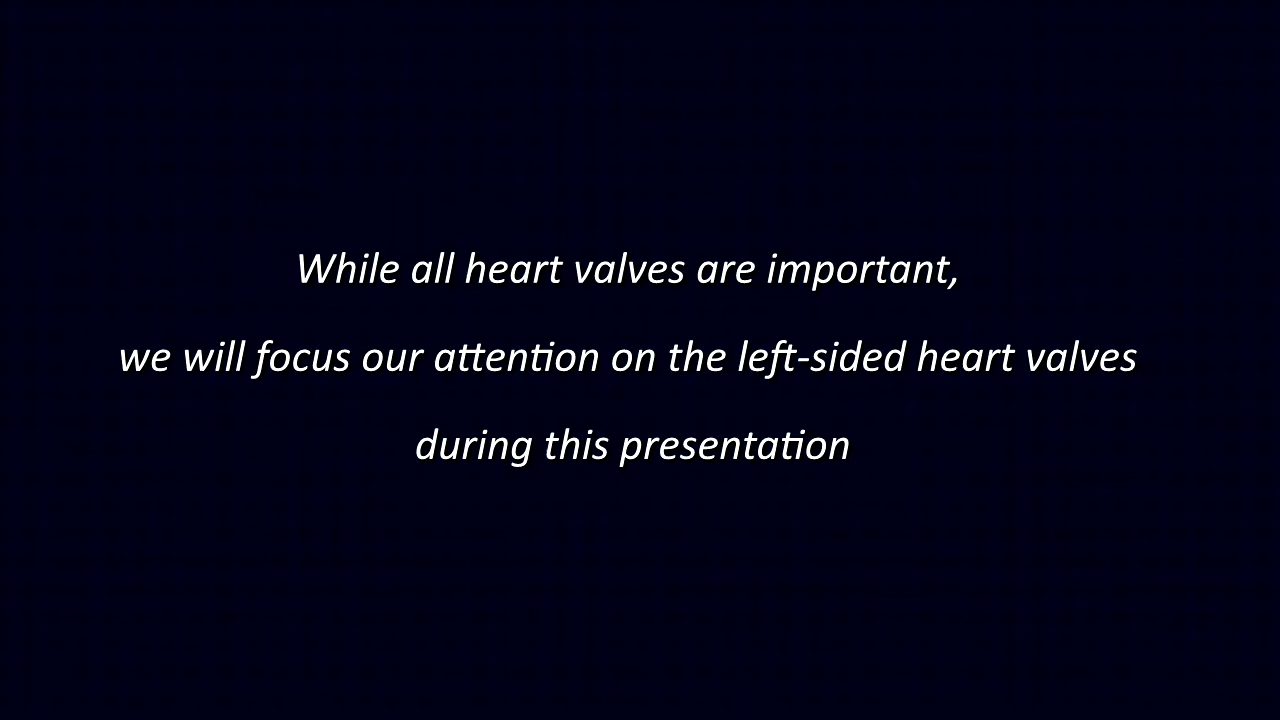 While all heart valves are important,
we will focus our attention on the left-sided heart valves
during this presentation